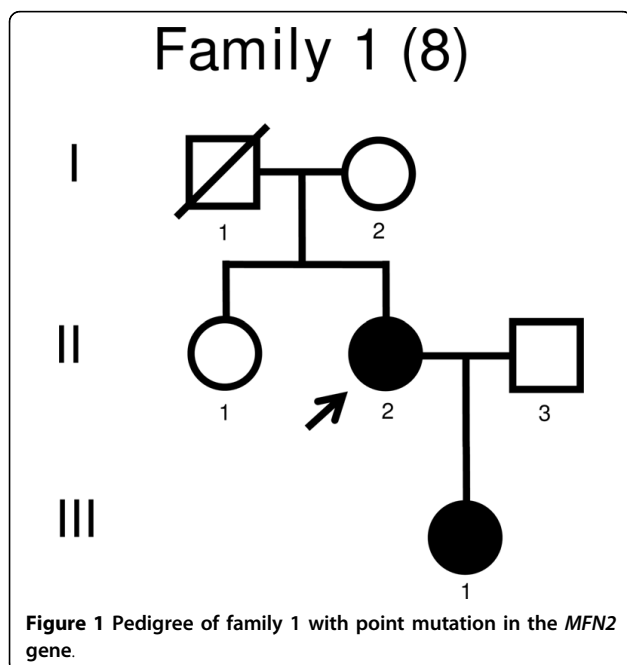 Family 1 (8)
I
1 2
II
1 2 3
III
1
Figure 1 Pedigree of family 1 with point mutation in the MFN2
gene.